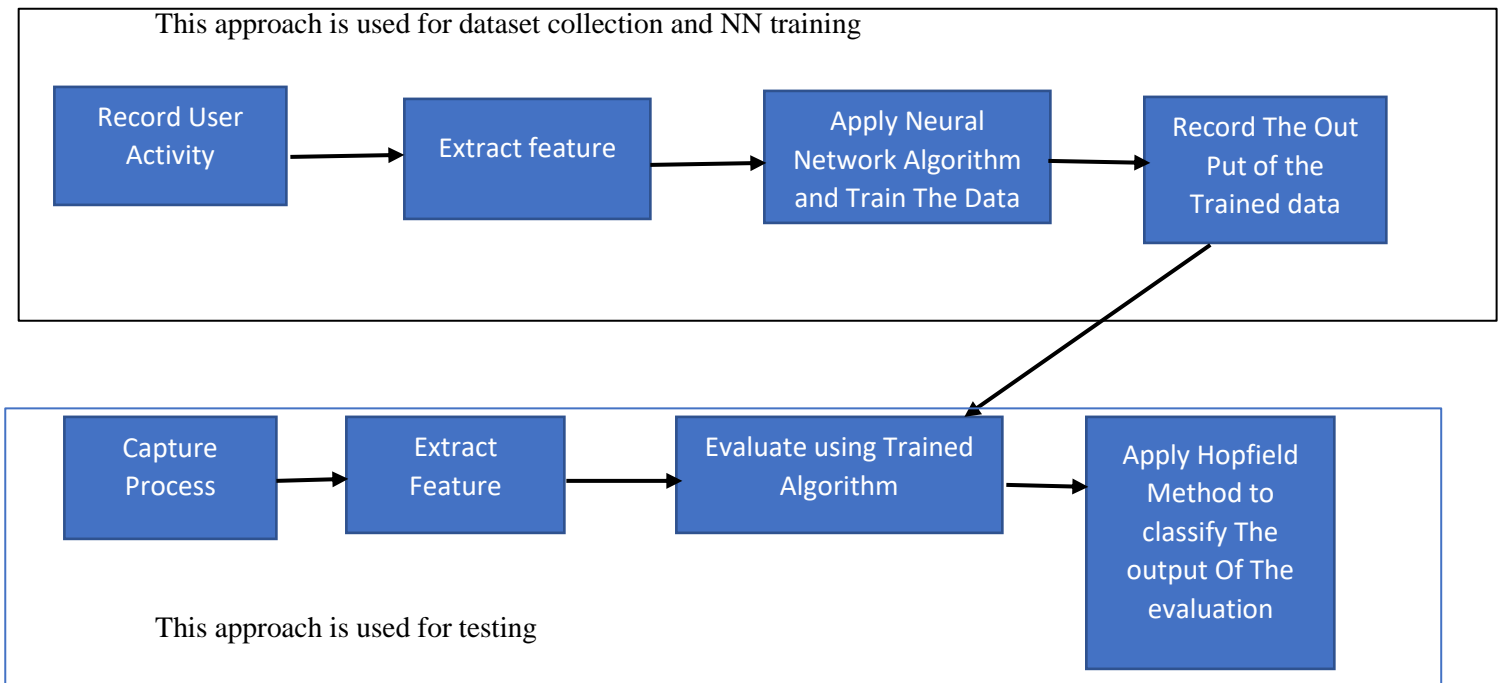 This approach is used for dataset collection and NN training
Record User
Activity
Extract feature
Apply Neural
Network Algorithm
and Train The Data
Record The Out
Put of the
Trained data
Capture
Process
Extract
Feature
Evaluate using Trained
Algorithm
Apply Hopfield
Method to
classify The
output Of The
evaluation
This approach is used for testing